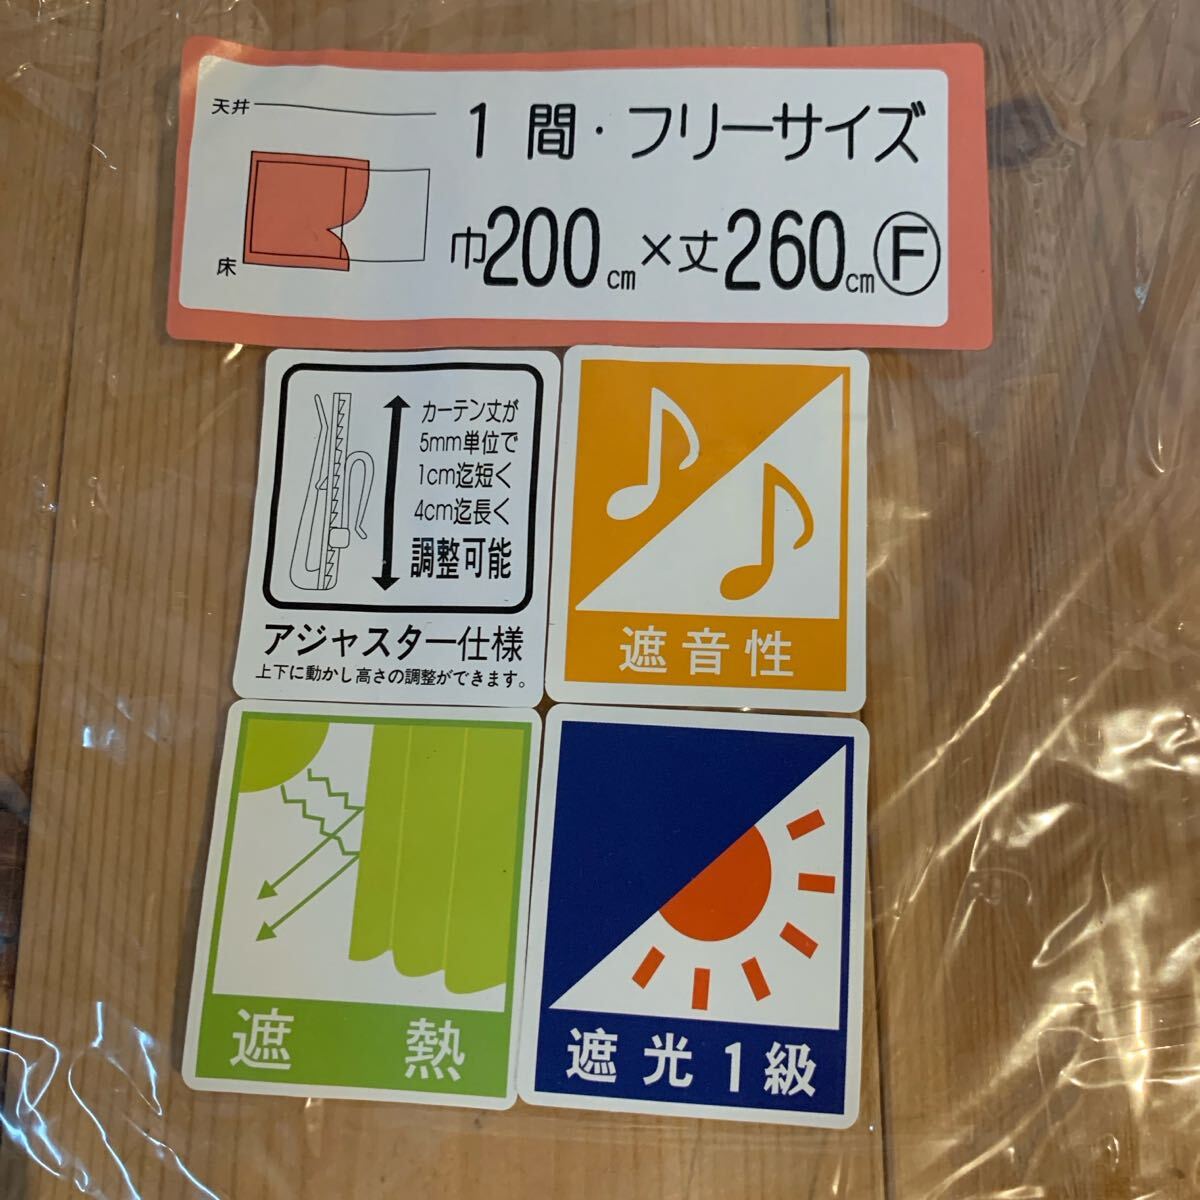 天井
1間・フリーサイズ
床
巾200cm×丈260cmⒻ
カーテン丈が
5mm単位で
1cm迄短く
4cm迄長く
調整可能
アジャスター仕様
上下に動かし高さの調整ができます。
遮音性
遮熱
遮光1級